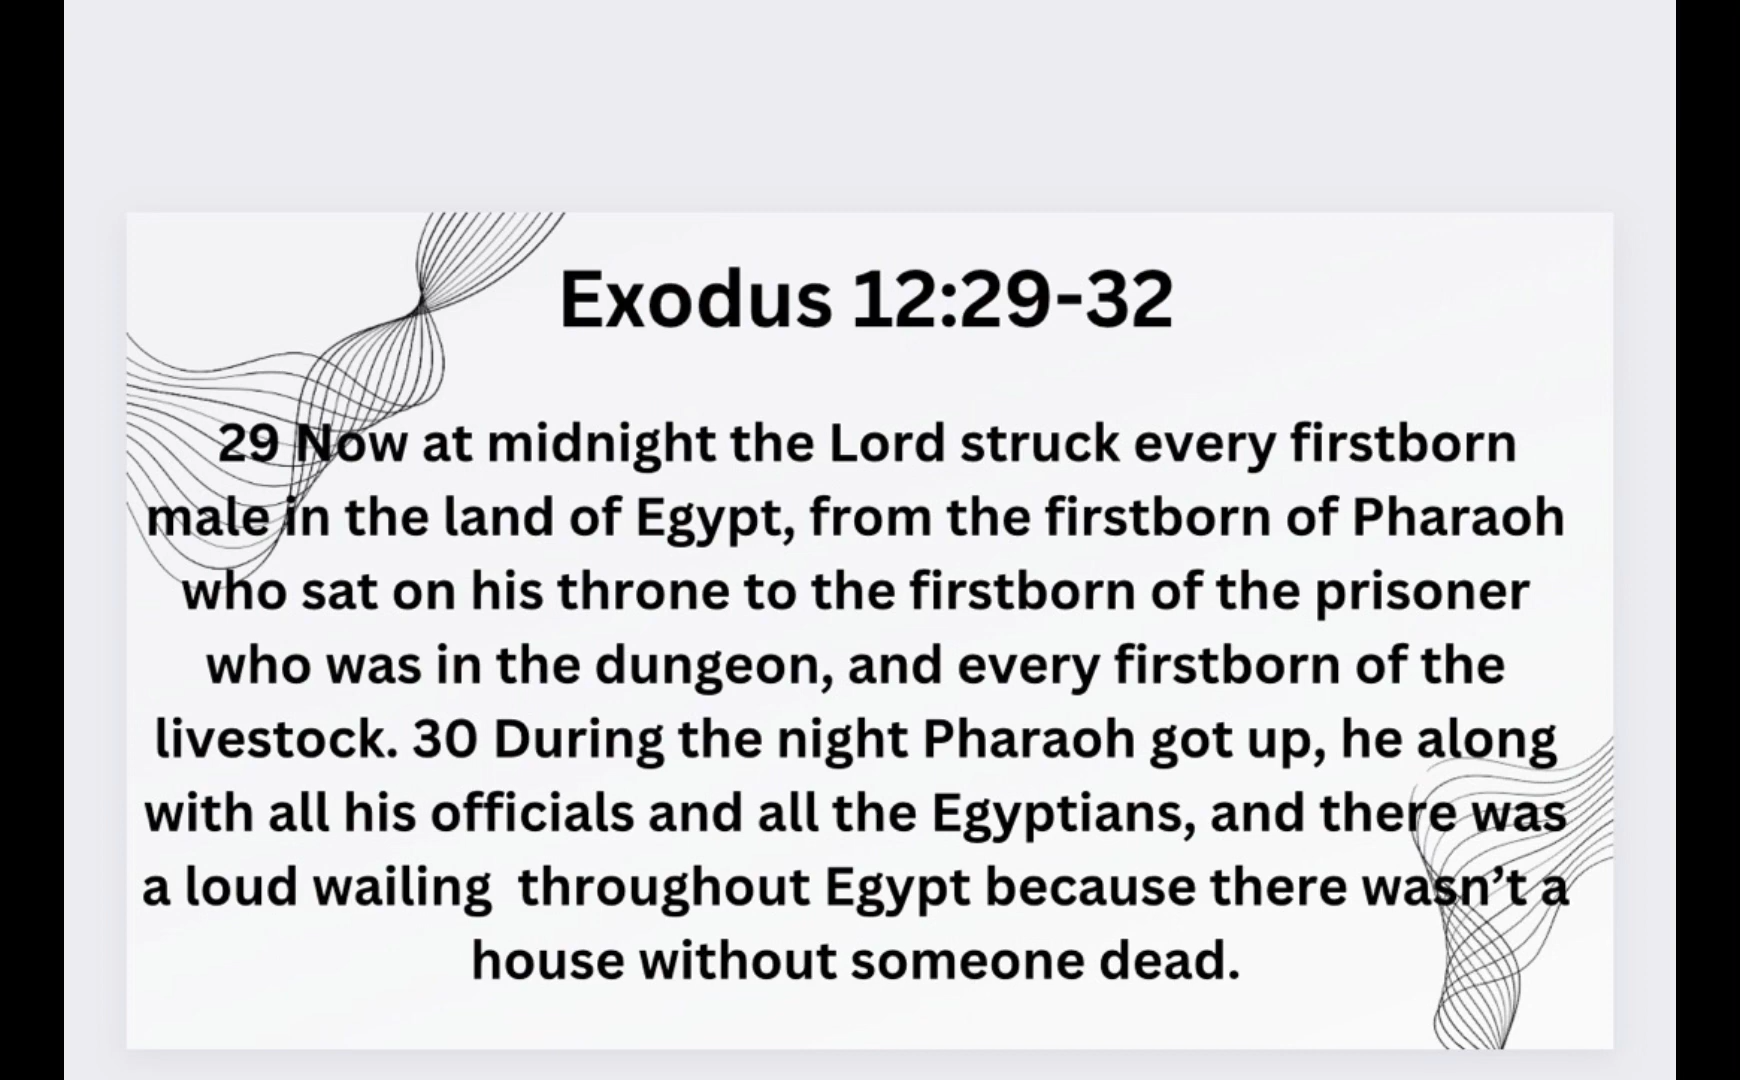 Exodus 12:29-32
29 Now at midnight the Lord struck every firstborn
male in the land of Egypt, from the firstborn of Pharaoh
who sat on his throne to the firstborn of the prisoner
who was in the dungeon, and every firstborn of the
livestock. 30 During the night Pharaoh got up, he along
with all his officials and all the Egyptians, and there was
a loud wailing  throughout Egypt because there wasn’t a
house without someone dead.